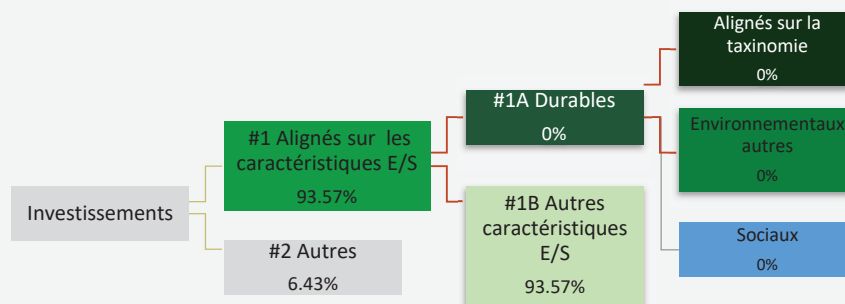 Investissements
#1 Alignés sur les
caractéristiques E/S
93.57%
#2 Autres
6.43%
#1A Durables
0%
#1B Autres
caractéristiques
E/S
93.57%
Alignés sur la
taxinomie
0%
Environnementaux
autres
0%
Sociaux
0%